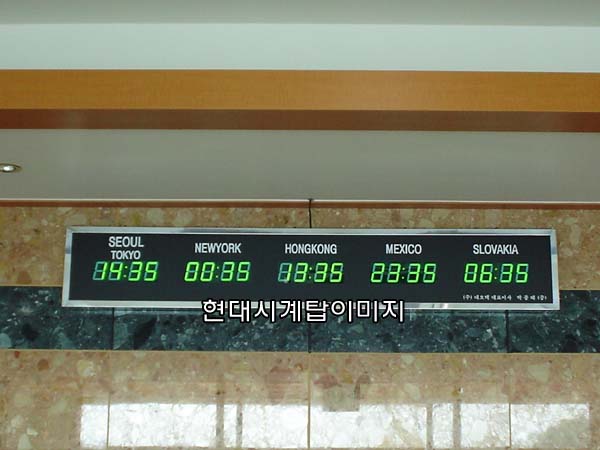 SEOUL
TOKYO
NEWYORK
HONGKONG
MEXICO
SLOVAKIA
14:35
00:35
13:35
23:35
06:35
현대시계탑이미지